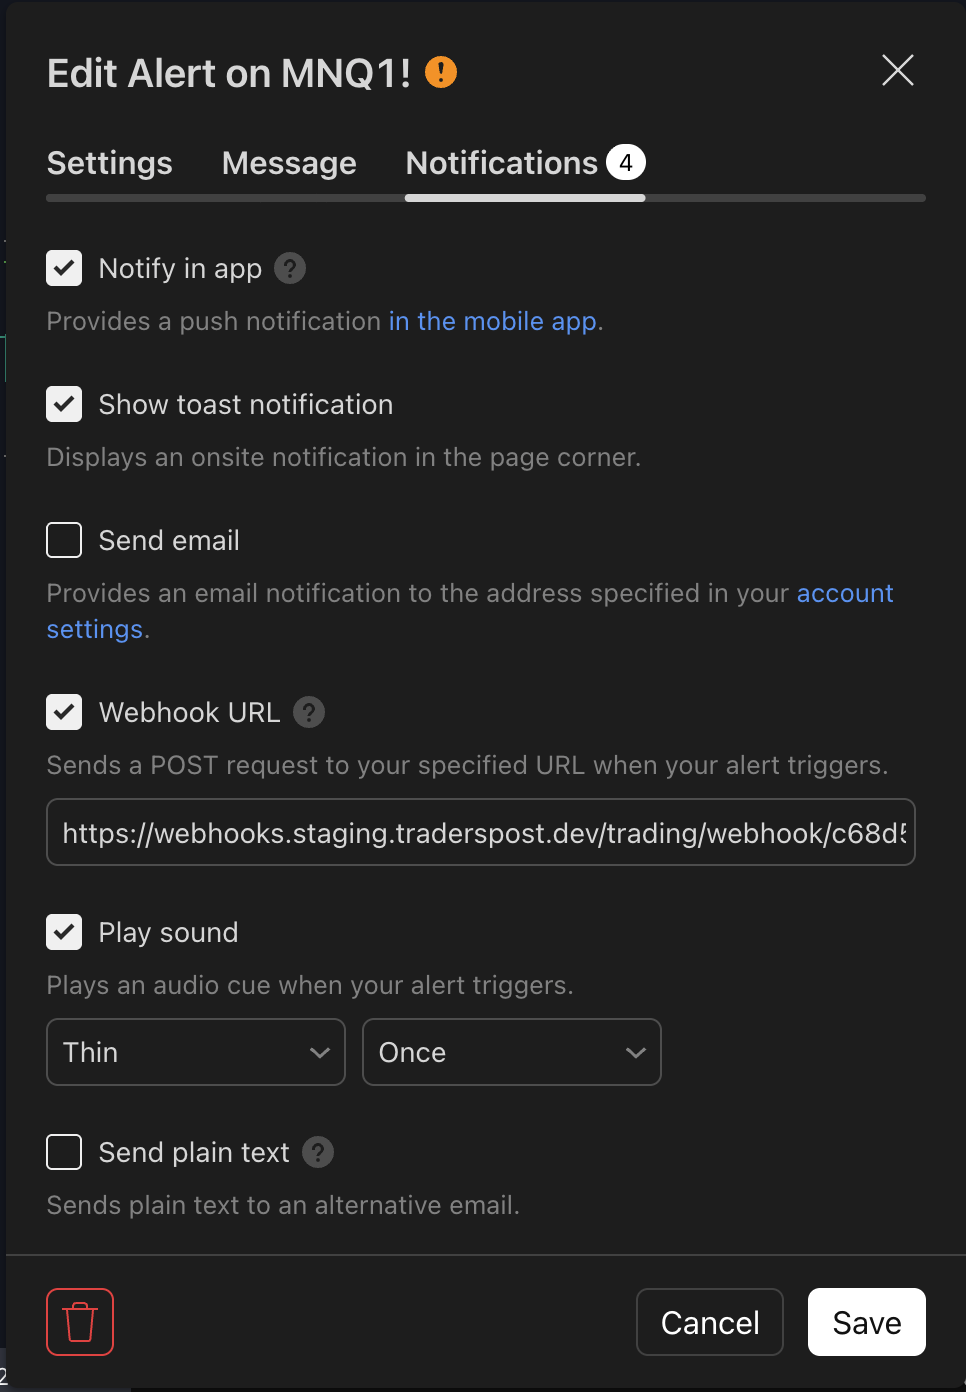 Edit Alert on MNQ1!
Settings Message Notifications 4
Notify in app ?
Provides a push notification in the mobile app.
Show toast notification
Displays an onsite notification in the page corner.
Send email
Provides an email notification to the address specified in your account
settings.
Webhook URL ?
Sends a POST request to your specified URL when your alert triggers.
https://webhooks.staging.traderspost.dev/trading/webhook/c68d5
Play sound
Plays an audio cue when your alert triggers.
Thin Once
Send plain text ?
Sends plain text to an alternative email.
Cancel Save